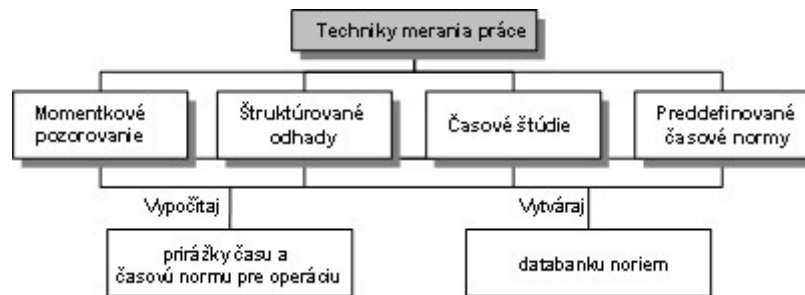 Techniky merania práce
Momentkové
pozorovanie
Štruktúrované
odhady
Časové štúdie
Preddefinované
časové normy
Vypočítaj
Vytváraj
prirážky času a
časovú normu pre operáciu
databanku noriem